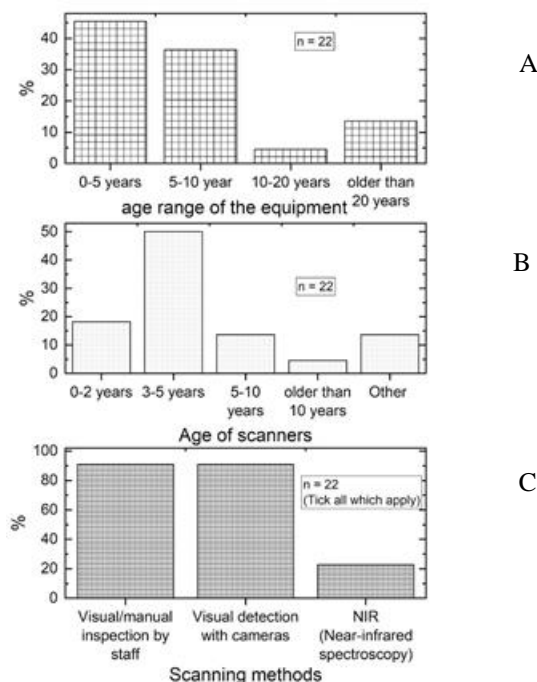 40
30
20
10
0
%
n = 22
A
0-5 years
5-10 year
10-20 years
older than
20 years
age range of the equipment
50
40
30
20
10
0
%
n = 22
B
0-2 years
3-5 years
5-10
years
older than
10 years
Other
Age of scanners
100
80
60
40
20
0
%
n = 22
(Tick all which apply)
C
Visual/manual
inspection by
staff
Visual detection
with cameras
NIR
(Near-infrared
spectroscopy)
Scanning methods